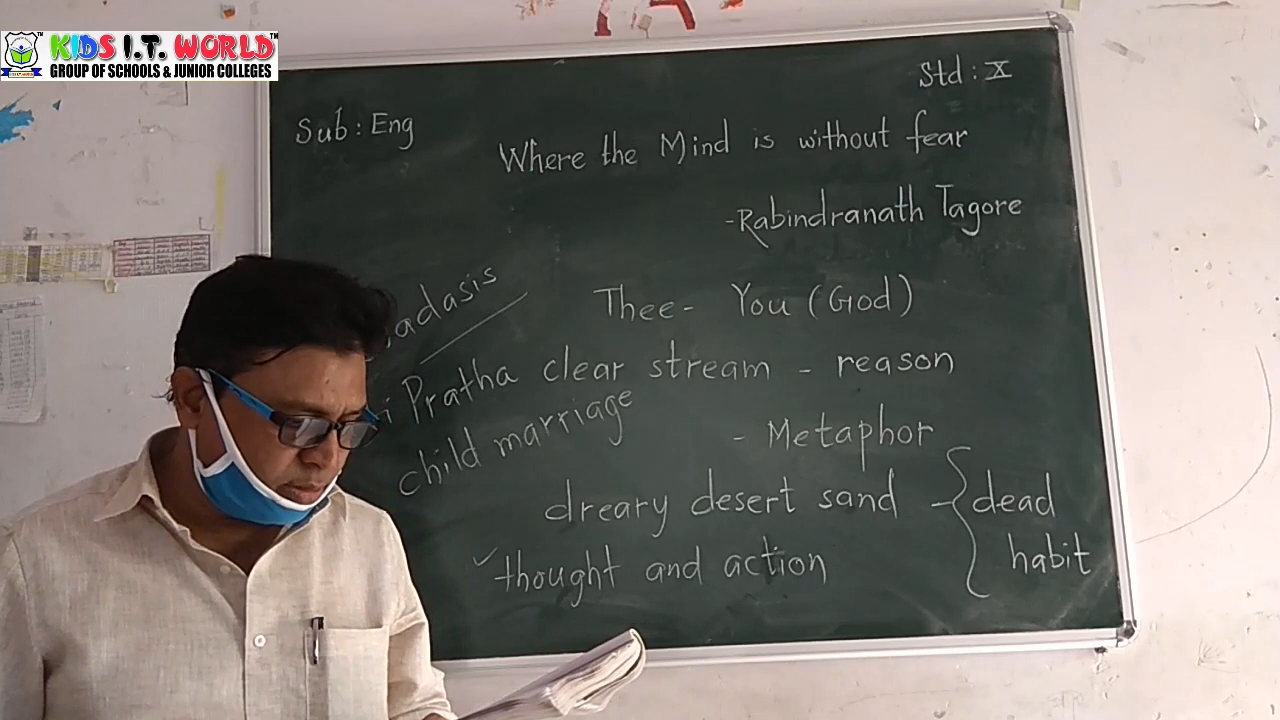 KIDS I.T. WORLD
GROUP OF SCHOOLS & JUNIOR COLLEGES
Std : X
Sub : Eng
Where the Mind is without fear
- Rabindranath Tagore
Thee - You (God)
Pratha
clear stream - reason
child marriage
- Metaphor
dreary desert sand - { dead habit
✓thought and action